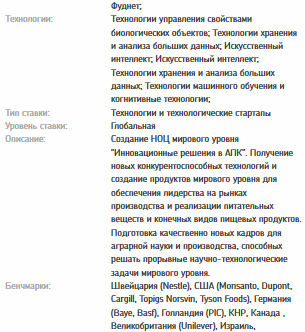 Фуднет;
Технологии: Технологии управления свойствами
биологических объектов; Технологии хранения
и анализа больших данных; Искусственный
интеллект; Искусственный интеллект;
Технологии хранения и анализа больших
данных; Технологии машинного обучения и
когнитивные технологии;
Тип ставки: Технологии и технологические стартапы
Уровень ставки: Глобальная
Описание: Создание НОЦ мирового уровня
"Инновационные решения в АПК". Получение
новых конкурентоспособных технологий и
создание продуктов мирового уровня для
обеспечения лидерства на рынках
производства и реализации питательных
веществ и конечных видов пищевых продуктов.
Подготовка качественно новых кадров для
аграрной науки и производства, способных
решать прорывные научно-технологические
задачи мирового уровня.
Бенчмарки: Швейцария (Nestle), США (Monsanto, Dupont,
Cargill, Topigs Norsvin, Tyson Foods), Германия
(Baye, Basf), Голландия (PIC), КНР, Канада ,
Великобритания (Unilever), Израиль,